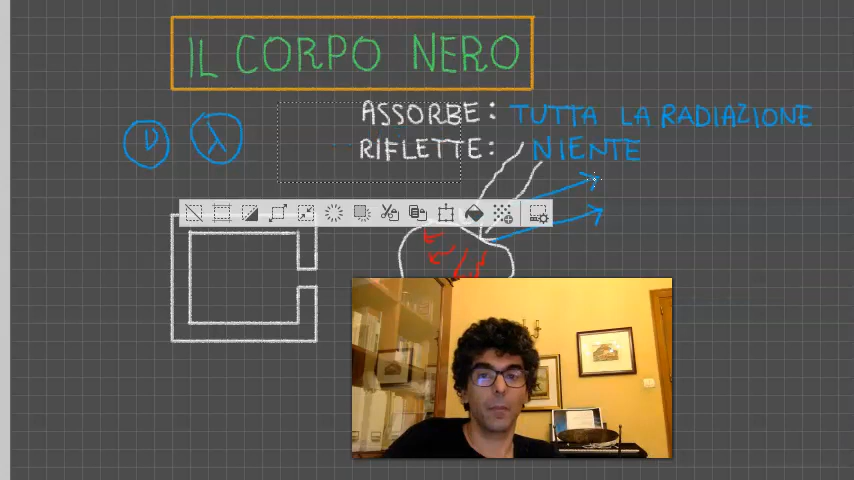 IL CORPO NERO
ASSORBE: TUTTA LA RADIAZIONE
RIFLETTE: NIENTE
ν λ